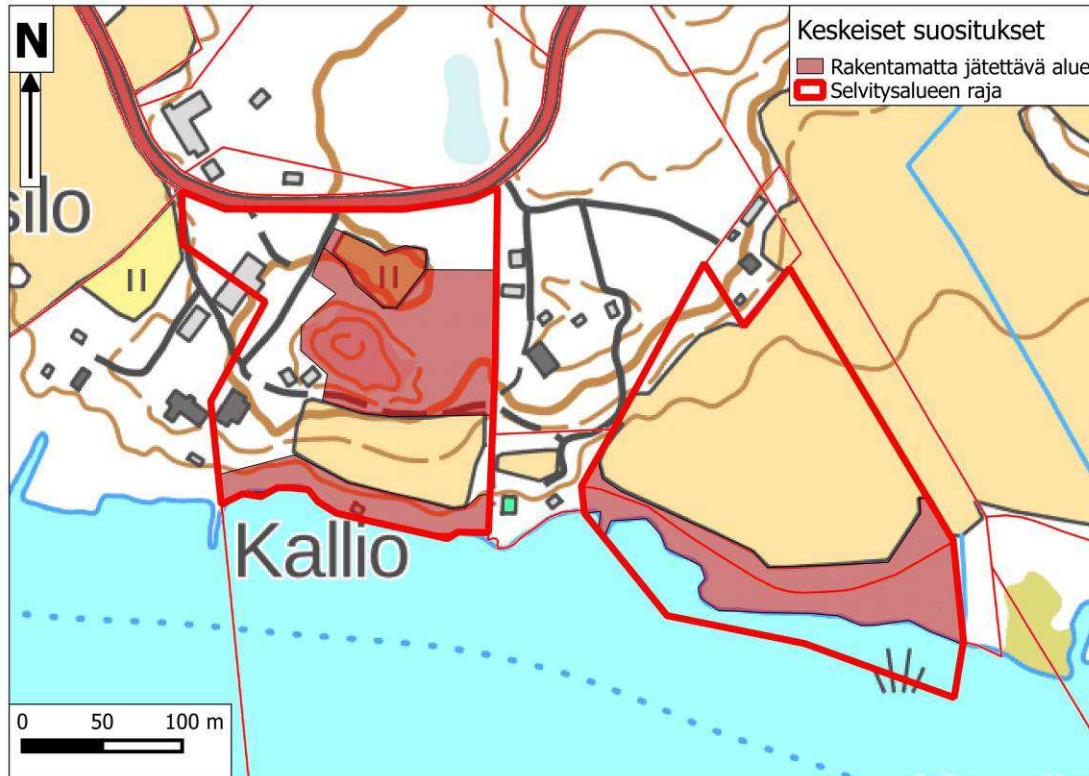 N
Keskeiset suositukset
Rakentamatta jätettävä alue
Selvitysalueen raja
silo
II
II
Kallio
0 50 100 m